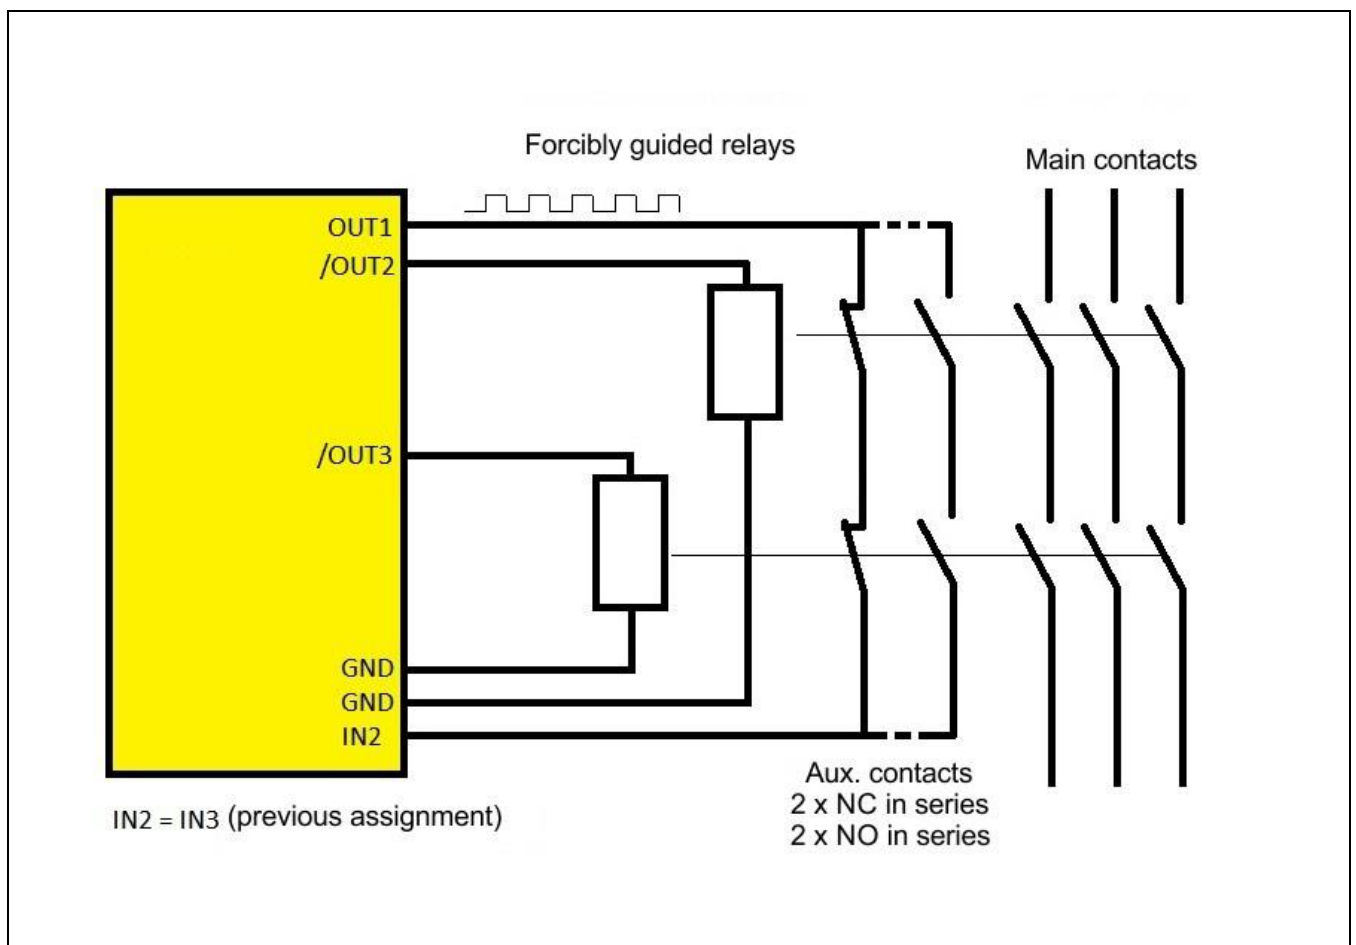 Forcibly guided relays
Main contacts
OUT1
/OUT2
/OUT3
GND
GND
IN2
Aux. contacts
2 x NC in series
2 x NO in series
IN2 = IN3 (previous assignment)